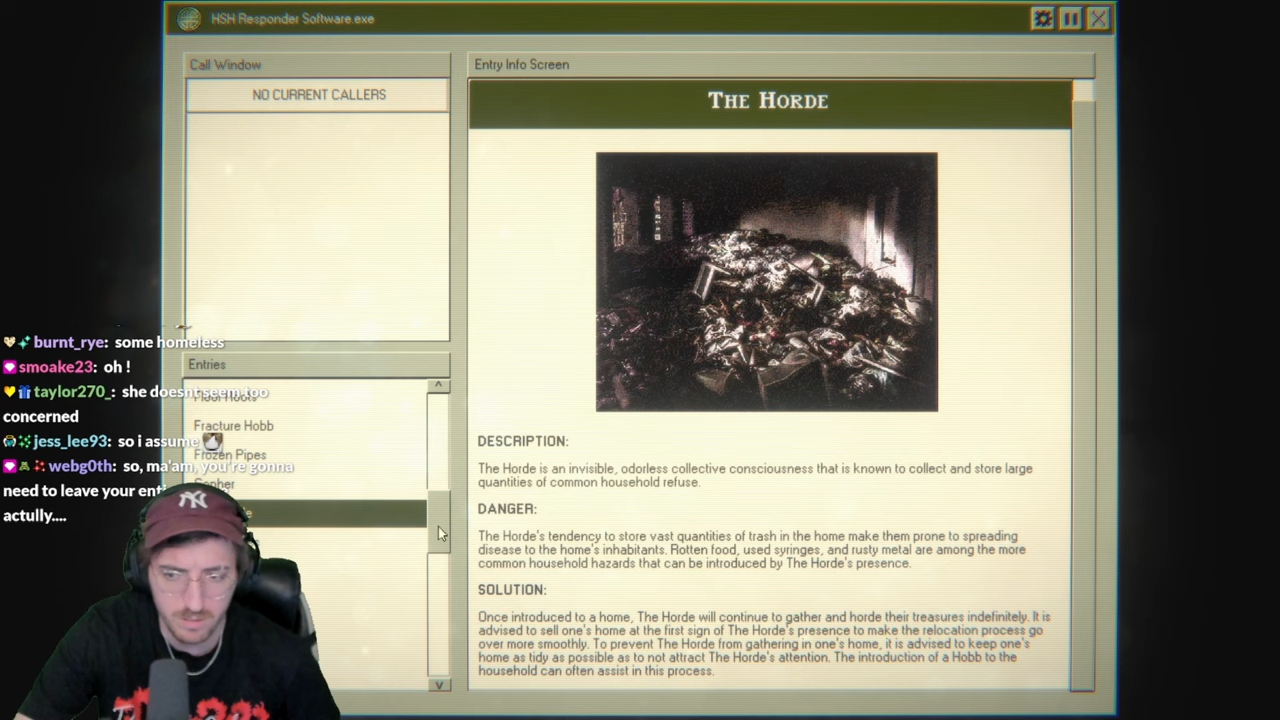 HSH Responder Software.exe
Call Window
NO CURRENT CALLERS
burnt_rye: some homeless
smoake23: oh !
taylor270_: she doesnt seem too
concerned
jess_lee93: so i assume
webg0th: so, ma'am, you're gonna
need to leave your enti
actully....
Entries
Floor Roots
Fracture Hobb
Frozen Pipes
Gopher
NY
Entry Info Screen
THE HORDE
DESCRIPTION:
The Horde is an invisible, odorless collective consciousness that is known to collect and store large
quantities of common household refuse.
DANGER:
The Horde's tendency to store vast quantities of trash in the home make them prone to spreading
disease to the home's inhabitants. Rotten food, used syringes, and rusty metal are among the more
common household hazards that can be introduced by The Horde's presence.
SOLUTION:
Once introduced to a home, The Horde will continue to gather and horde their treasures indefinitely. It is
advised to sell one's home at the first sign of The Horde's presence to make the relocation process go
over more smoothly. To prevent The Horde from gathering in one's home, it is advised to keep one's
home as tidy as possible as to not attract The Horde's attention. The introduction of a Hobb to the
household can often assist in this process.